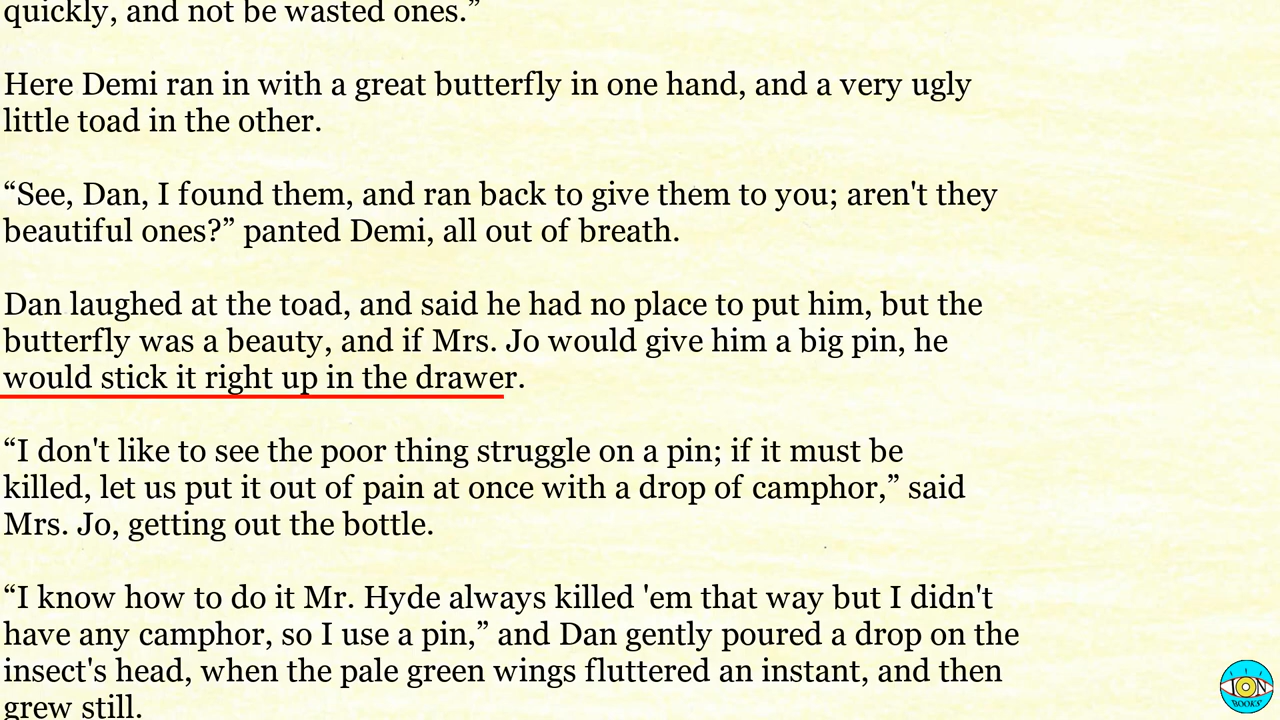 quickly, and not be wasted ones.”
Here Demi ran in with a great butterfly in one hand, and a very ugly
little toad in the other.
“See, Dan, I found them, and ran back to give them to you; aren't they
beautiful ones?” panted Demi, all out of breath.
Dan laughed at the toad, and said he had no place to put him, but the
butterfly was a beauty, and if Mrs. Jo would give him a big pin, he
would stick it right up in the drawer.
“I don't like to see the poor thing struggle on a pin; if it must be
killed, let us put it out of pain at once with a drop of camphor,” said
Mrs. Jo, getting out the bottle.
“I know how to do it Mr. Hyde always killed 'em that way but I didn't
have any camphor, so I use a pin,” and Dan gently poured a drop on the
insect's head, when the pale green wings fluttered an instant, and then
grew still.
ION
BOOKS